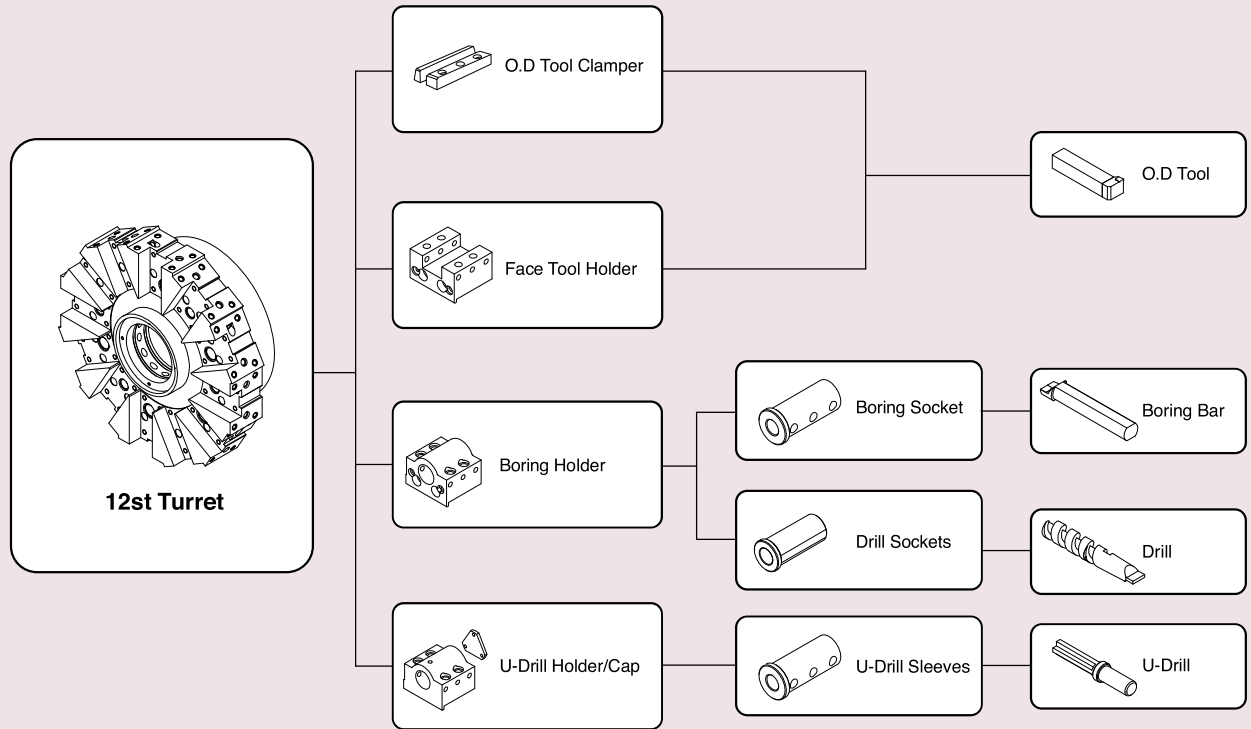 O.D Tool Clamper
O.D Tool
Face Tool Holder
Boring Socket
Boring Bar
Boring Holder
12st Turret
Drill Sockets
Drill
U-Drill Holder/Cap
U-Drill Sleeves
U-Drill